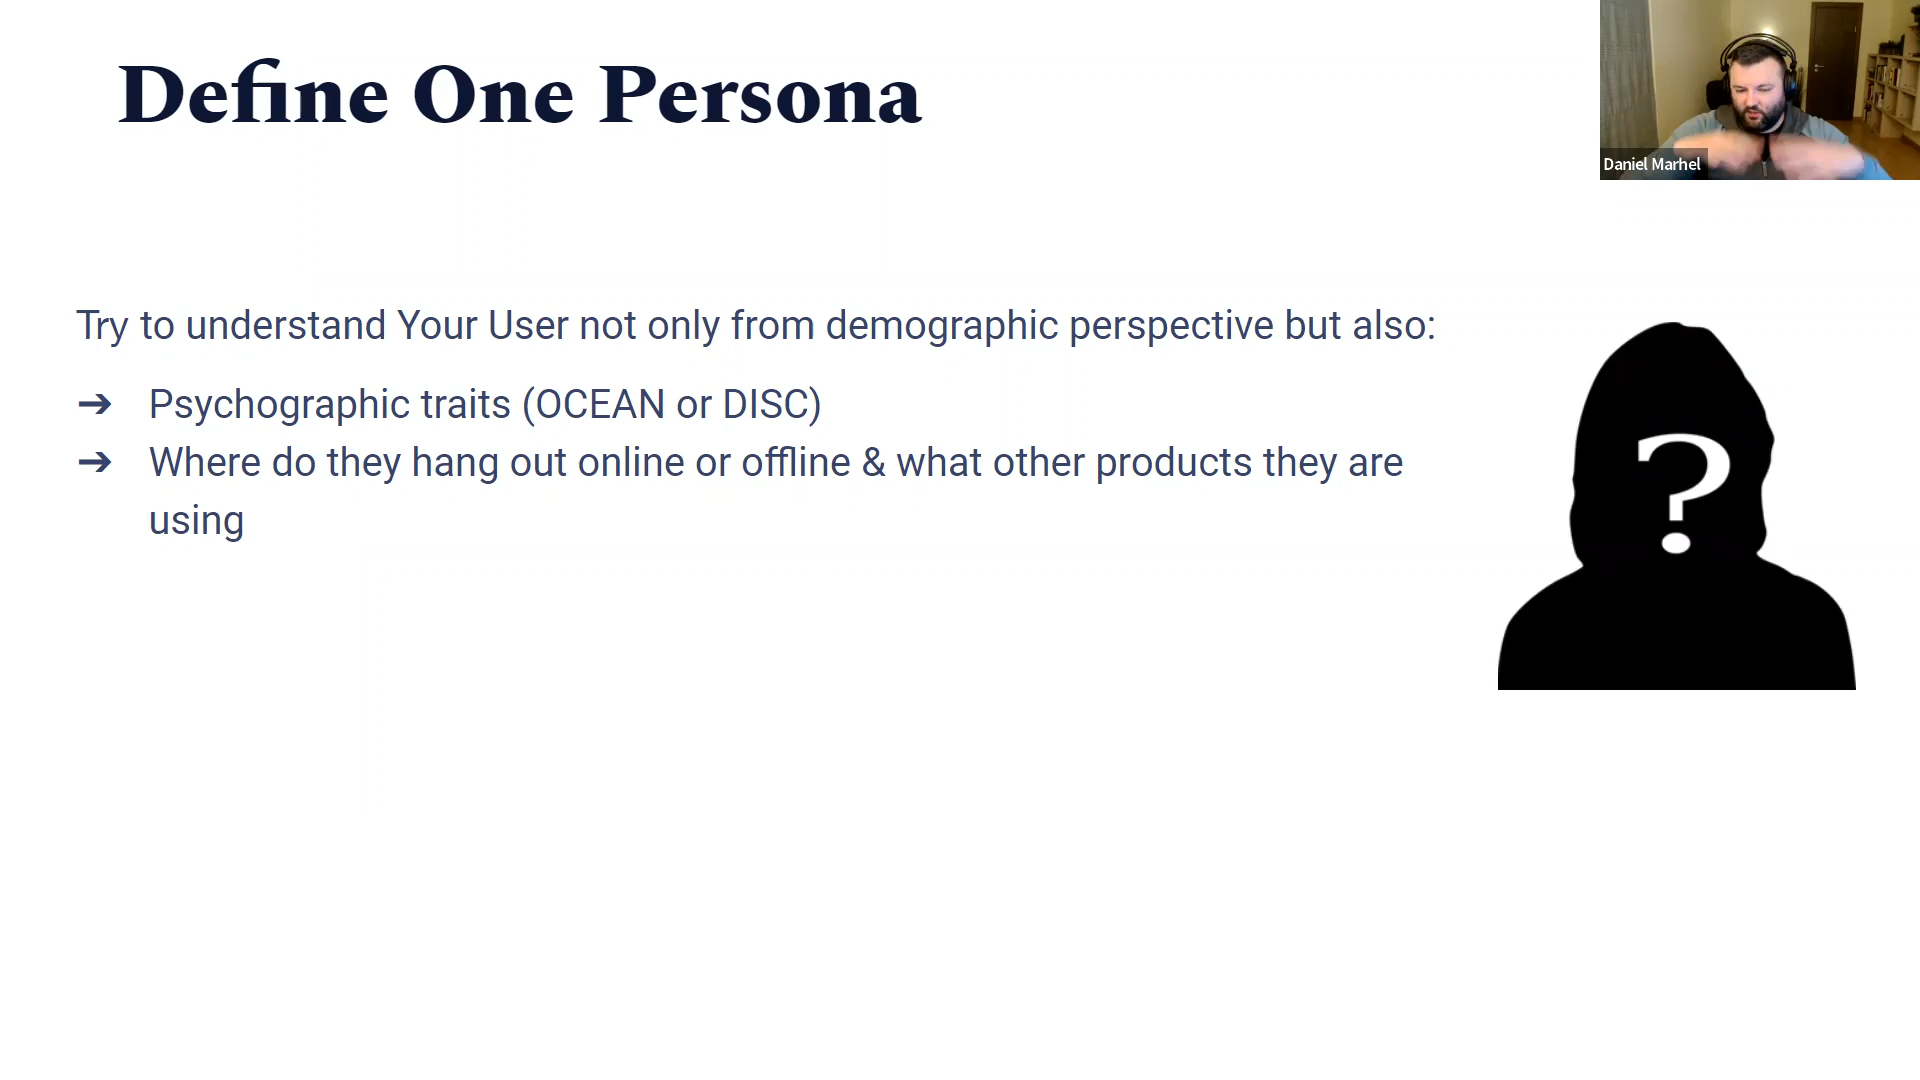 Define One Persona
Daniel Marhel
Try to understand Your User not only from demographic perspective but also:
➔ Psychographic traits (OCEAN or DISC)
➔ Where do they hang out online or offline & what other products they are
using
?